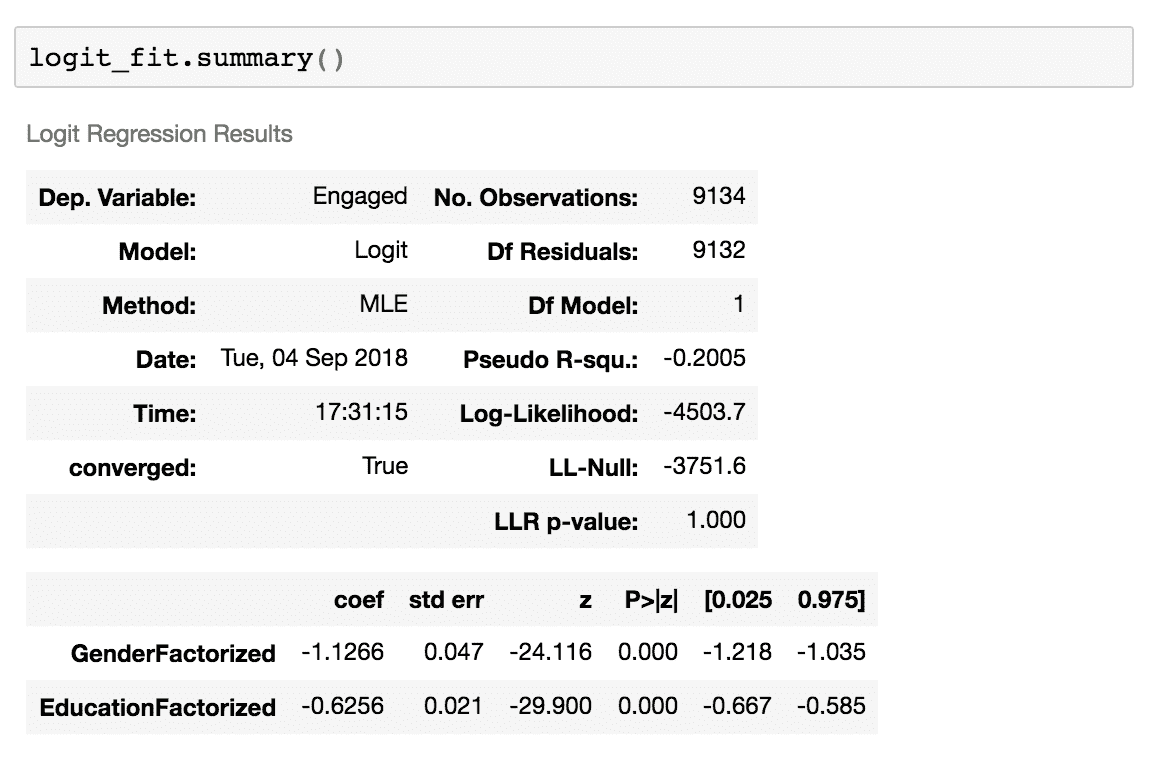 logit_fit.summary()
Logit Regression Results
Dep. Variable: Engaged No. Observations: 9134
Model: Logit Df Residuals: 9132
Method: MLE Df Model: 1
Date: Tue, 04 Sep 2018 Pseudo R-squ.: -0.2005
Time: 17:31:15 Log-Likelihood: -4503.7
converged: True LL-Null: -3751.6
LLR p-value: 1.000
coef std err z P>|z| [0.025 0.975]
GenderFactorized -1.1266 0.047 -24.116 0.000 -1.218 -1.035
EducationFactorized -0.6256 0.021 -29.900 0.000 -0.667 -0.585